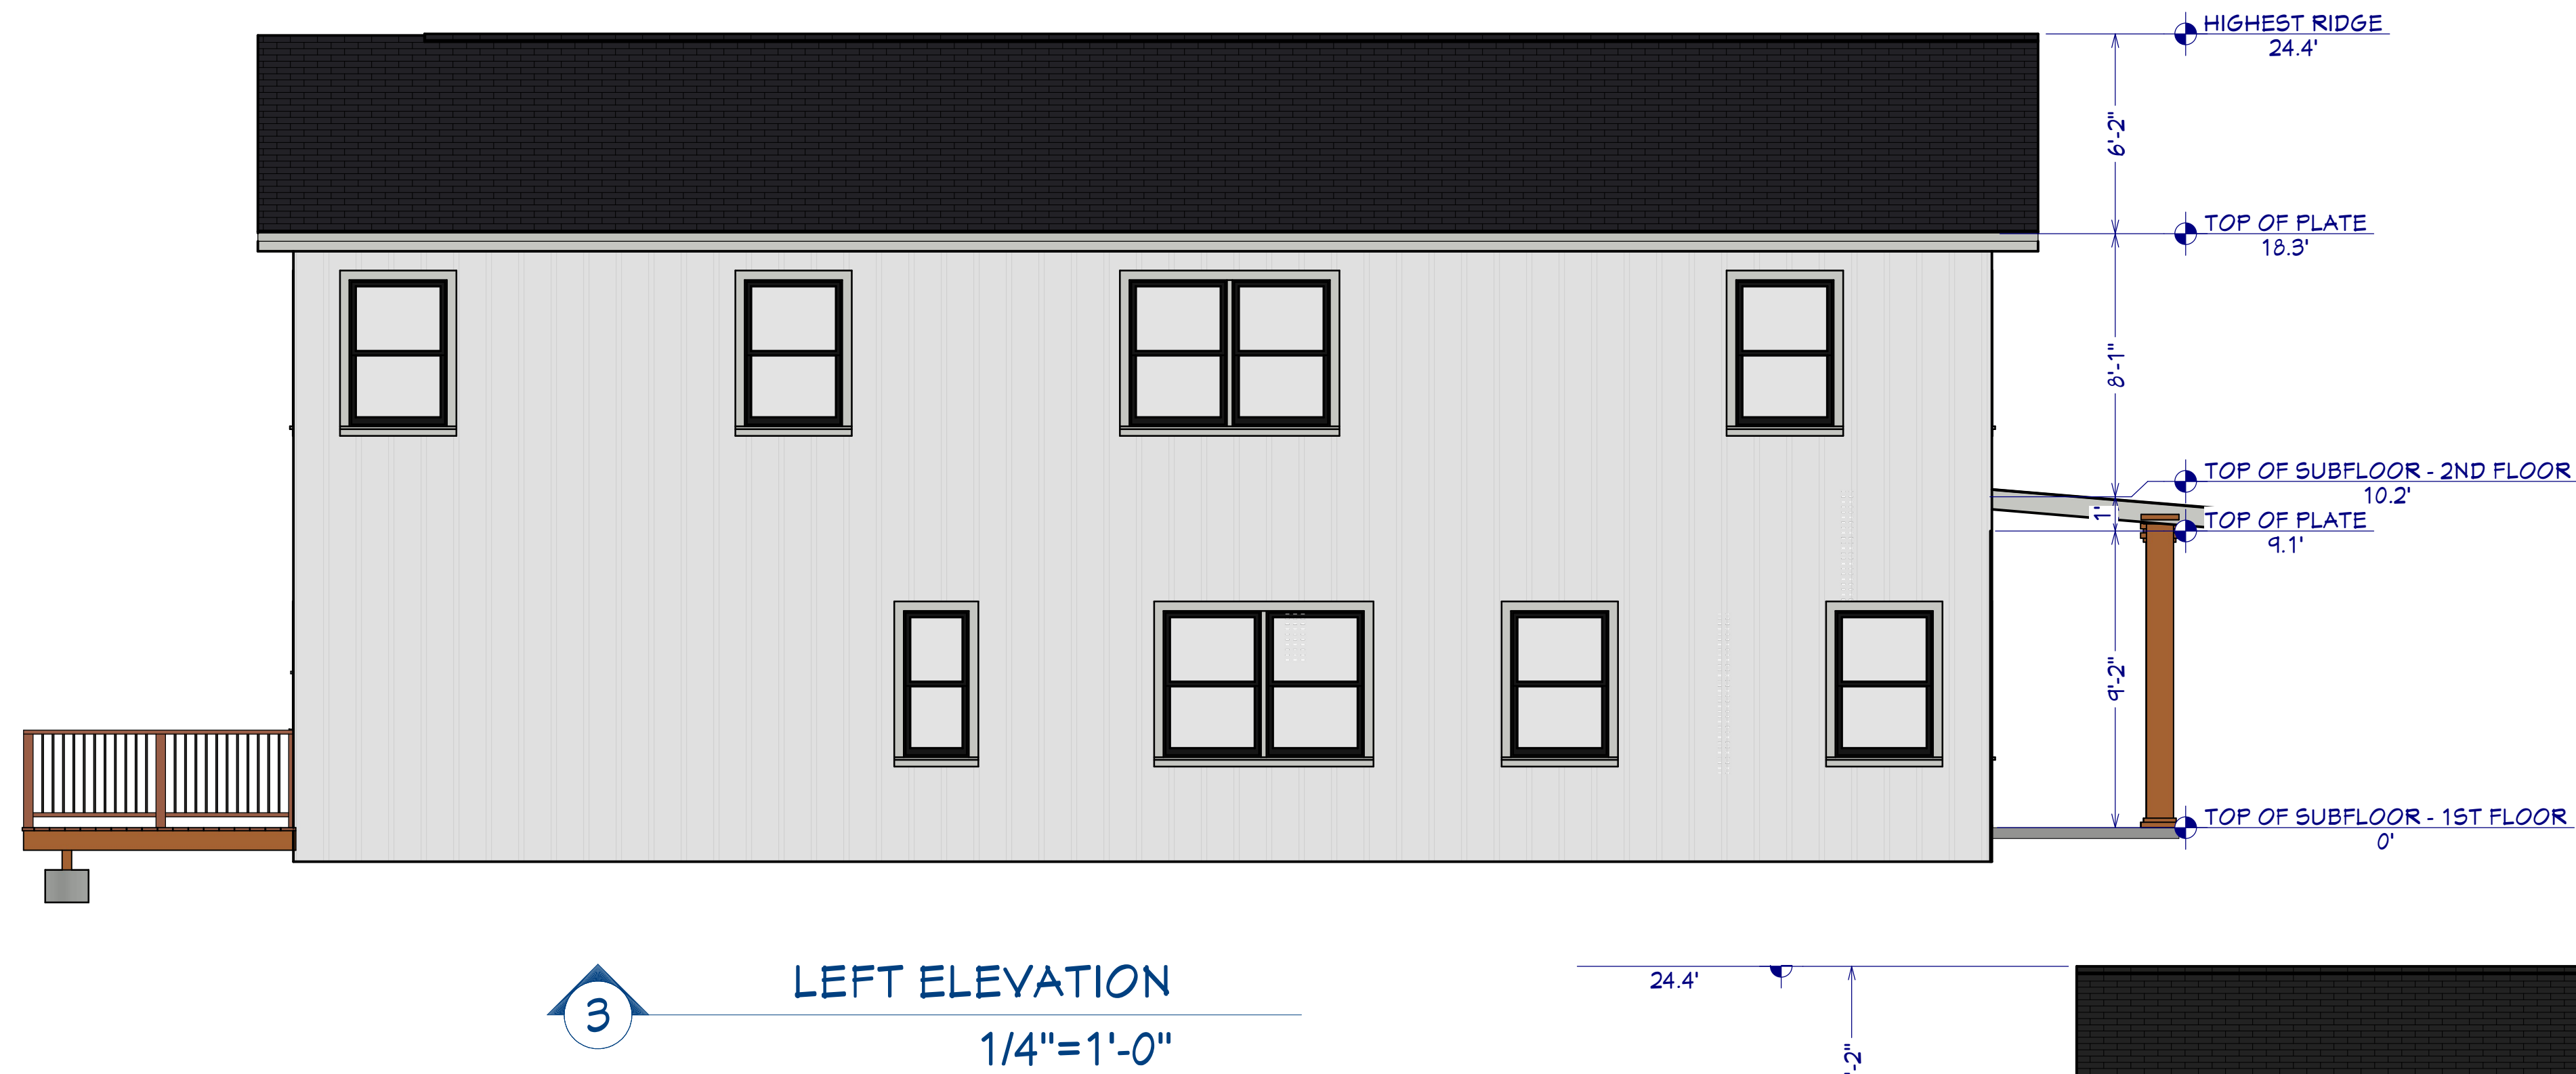 HIGHEST RIDGE
24.4'
6'-2"
TOP OF PLATE
18.3'
8'-1"
TOP OF SUBFLOOR - 2ND FLOOR
10.2'
1'
TOP OF PLATE
9.1'
9'-2"
TOP OF SUBFLOOR - 1ST FLOOR
0'
3
LEFT ELEVATION
1/4"=1'-0"
24.4'
-2"